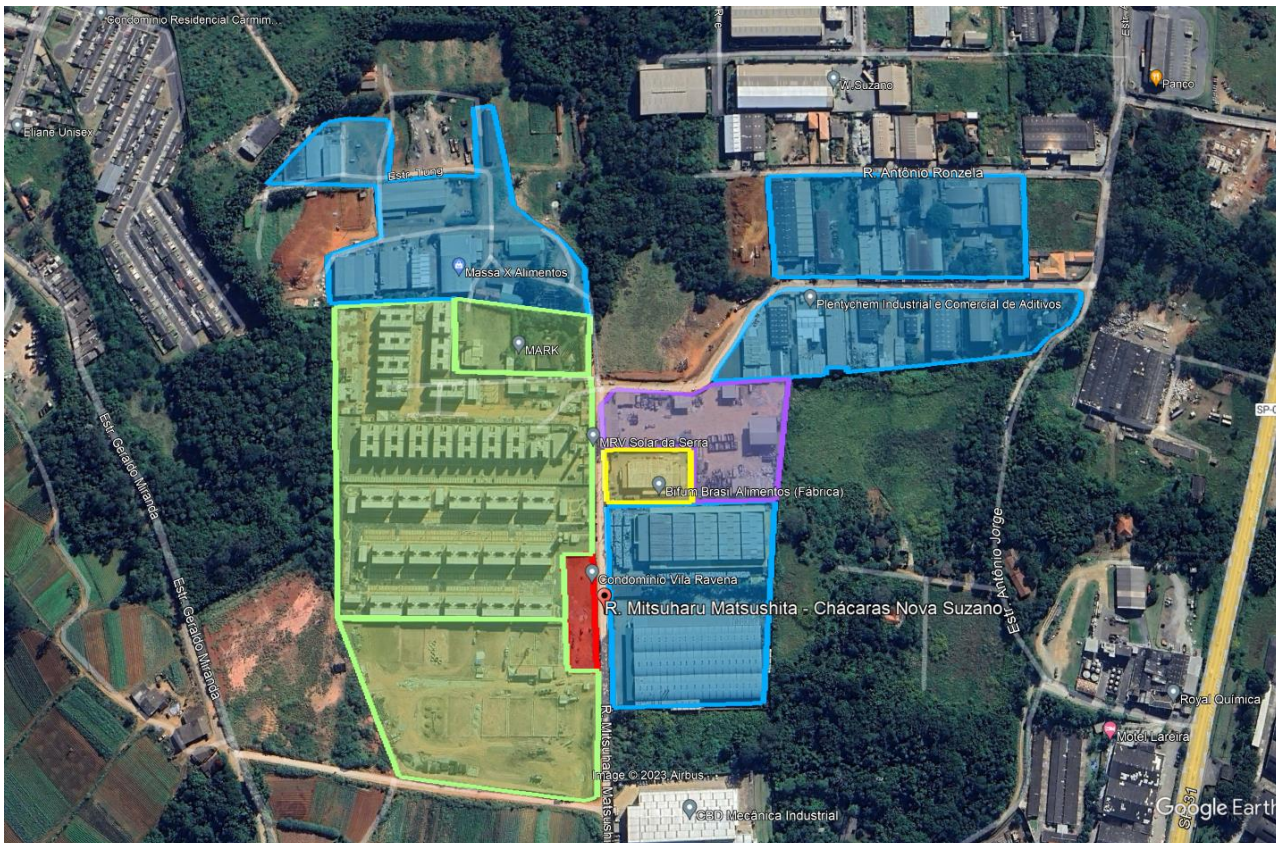 Condomínio Residencial Carmim...
Eliane Unisex
W.Suzano
Panco
Estr. Tung
R. Antônio Ronzela
Massa X Alimentos
Plentychem Industrial e Comercial de Aditivos
MARK
MRV Solar da Serra
Bifum Brasil Alimentos (Fábrica)
Estr. Geraldo Miranda
Condomínio Vila Ravena
R. Mitsuharu Matsushita - Chácaras Nova Suzano
Estr. Antônio Jorge
Estr. Geraldo Miranda
Royal Química
Motel Lareira
R. Mitsuharu Matsushi
Image © 2023 Airbus
CBD Mecânica Industrial
Google Earth
SP-31